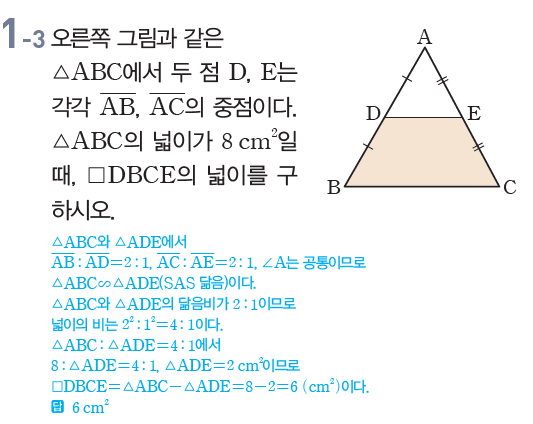 1-3 오른쪽 그림과 같은
△ABC에서 두 점 D, E는
각각 A̅B̅, A̅C̅의 중점이다.
△ABC의 넓이가 8 cm²일
때, □DBCE의 넓이를 구
하시오.
A
D
E
B
C
△ABC와 △ADE에서
A̅B̅ : A̅D̅=2 : 1, A̅C̅ : A̅E̅=2 : 1, ∠A는 공통이므로
△ABC∽△ADE(SAS 닮음)이다.
△ABC와 △ADE의 닮음비가 2 : 1이므로
넓이의 비는 2² : 1²=4 : 1이다.
△ABC : △ADE=4 : 1에서
8 : △ADE=4 : 1, △ADE=2 cm²이므로
□DBCE=△ABC-△ADE=8-2=6 (cm²)이다.
답 6 cm²